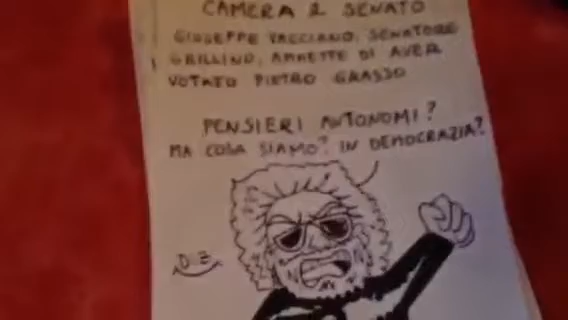 CAMERA 2 SENATO
GIUSEPPE VACCIANO, SENATORE
GRILLINO, AMMETTE DI AVER
VOTATO PIETRO GRASSO
PENSIERI AUTONOMI?
MA COSA SIAMO? IN DEMOCRAZIA?